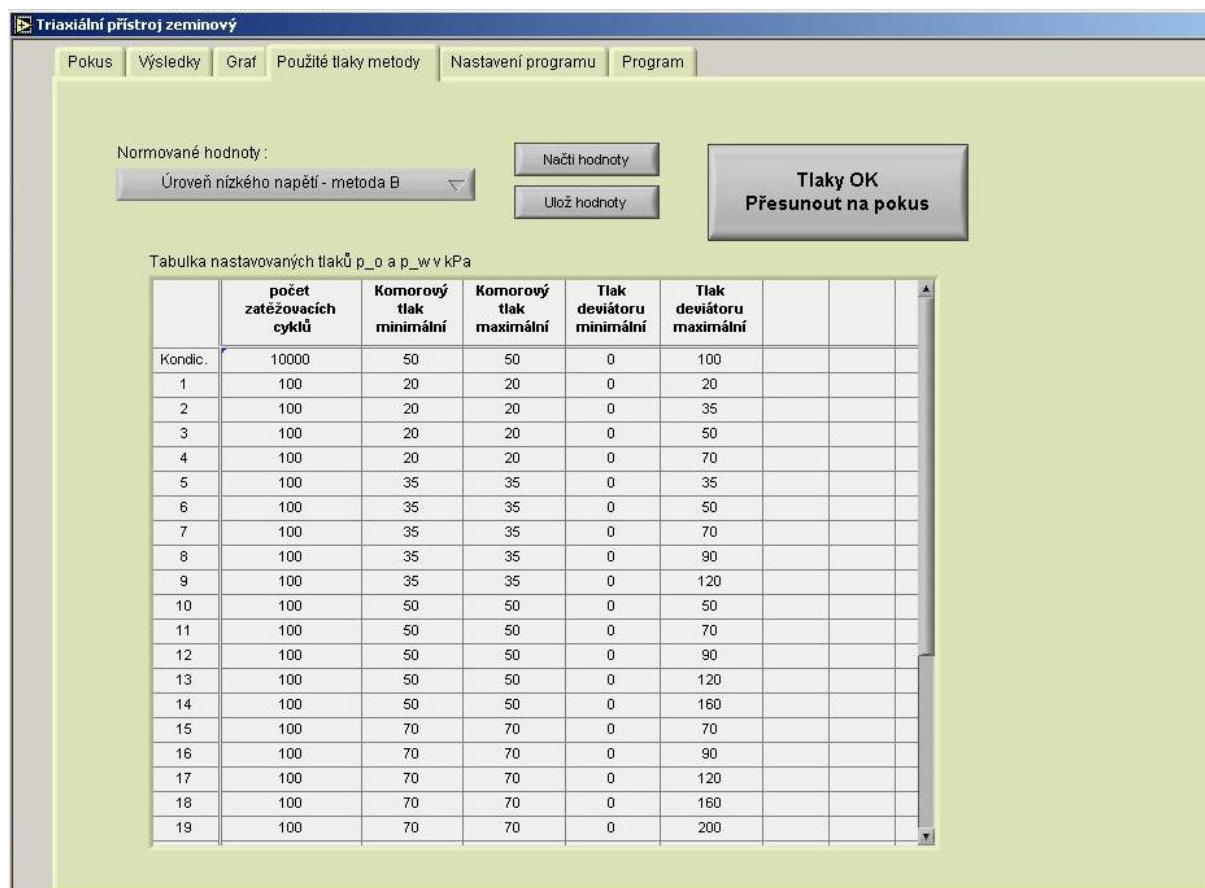 Triaxiální přístroj zeminový
Pokus Výsledky Graf Použité tlaky metody Nastavení programu Program
Normované hodnoty :
Úroveň nízkého napětí - metoda B
Načti hodnoty
Ulož hodnoty
Tlaky OK
Přesunout na pokus
Tabulka nastavovaných tlaků p_o a p_w v kPa
počet zatěžovacích cyklů Komorový tlak minimální Komorový tlak maximální Tlak deviátoru minimální Tlak deviátoru maximální
Kondic. 10000 50 50 0 100
1 100 20 20 0 20
2 100 20 20 0 35
3 100 20 20 0 50
4 100 20 20 0 70
5 100 35 35 0 35
6 100 35 35 0 50
7 100 35 35 0 70
8 100 35 35 0 90
9 100 35 35 0 120
10 100 50 50 0 50
11 100 50 50 0 70
12 100 50 50 0 90
13 100 50 50 0 120
14 100 50 50 0 160
15 100 70 70 0 70
16 100 70 70 0 90
17 100 70 70 0 120
18 100 70 70 0 160
19 100 70 70 0 200